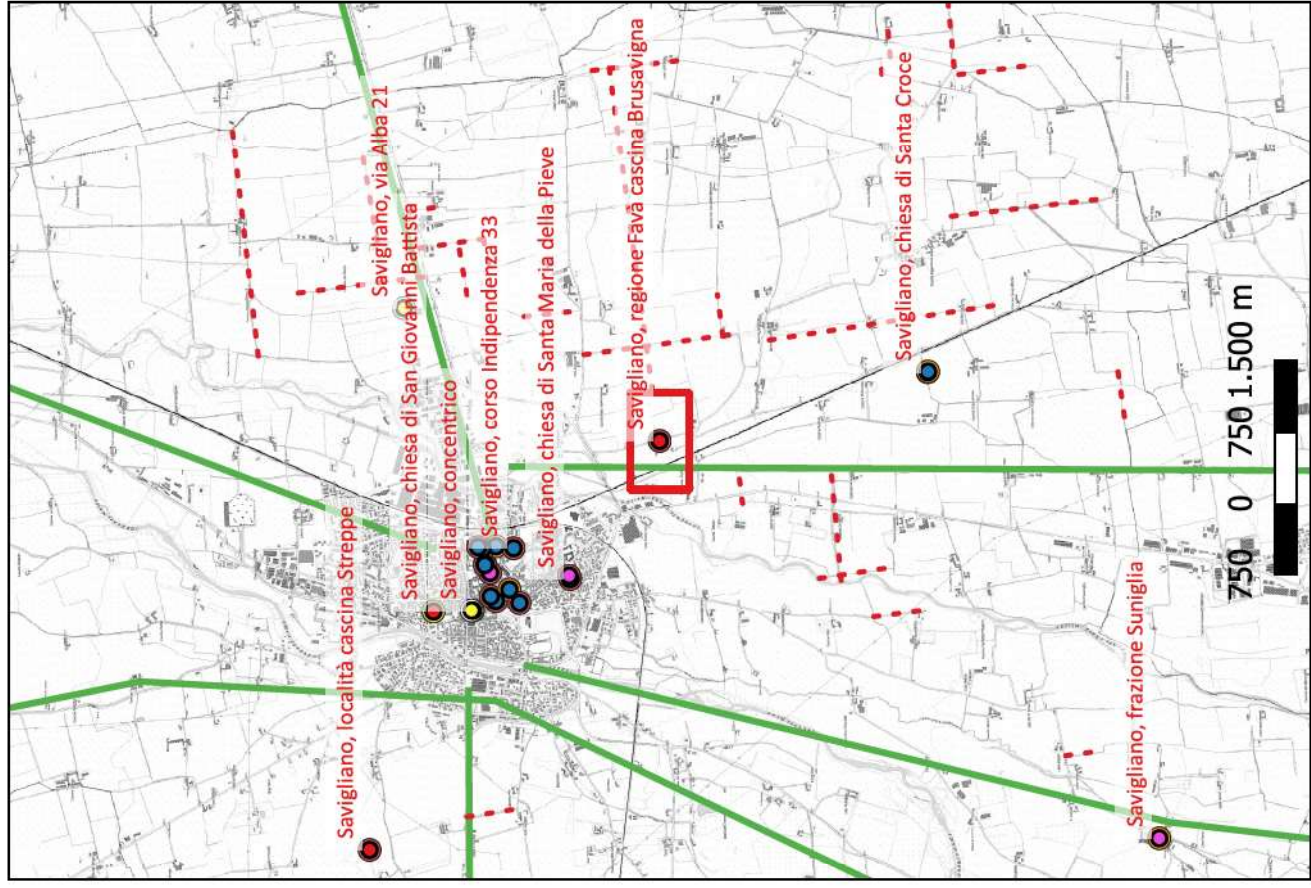 Savigliano, località cascina Streppe
Savigliano, chiesa di San Giovanni Battista
Savigliano, via Alba 21
Savigliano, concentrico
Savigliano, corso Indipendenza 33
Savigliano, chiesa di Santa Maria della Pieve
Savigliano, regione Favà cascina Brusavigna
Savigliano, chiesa di Santa Croce
Savigliano, frazione Suniglia
750 0 750 1.500 m